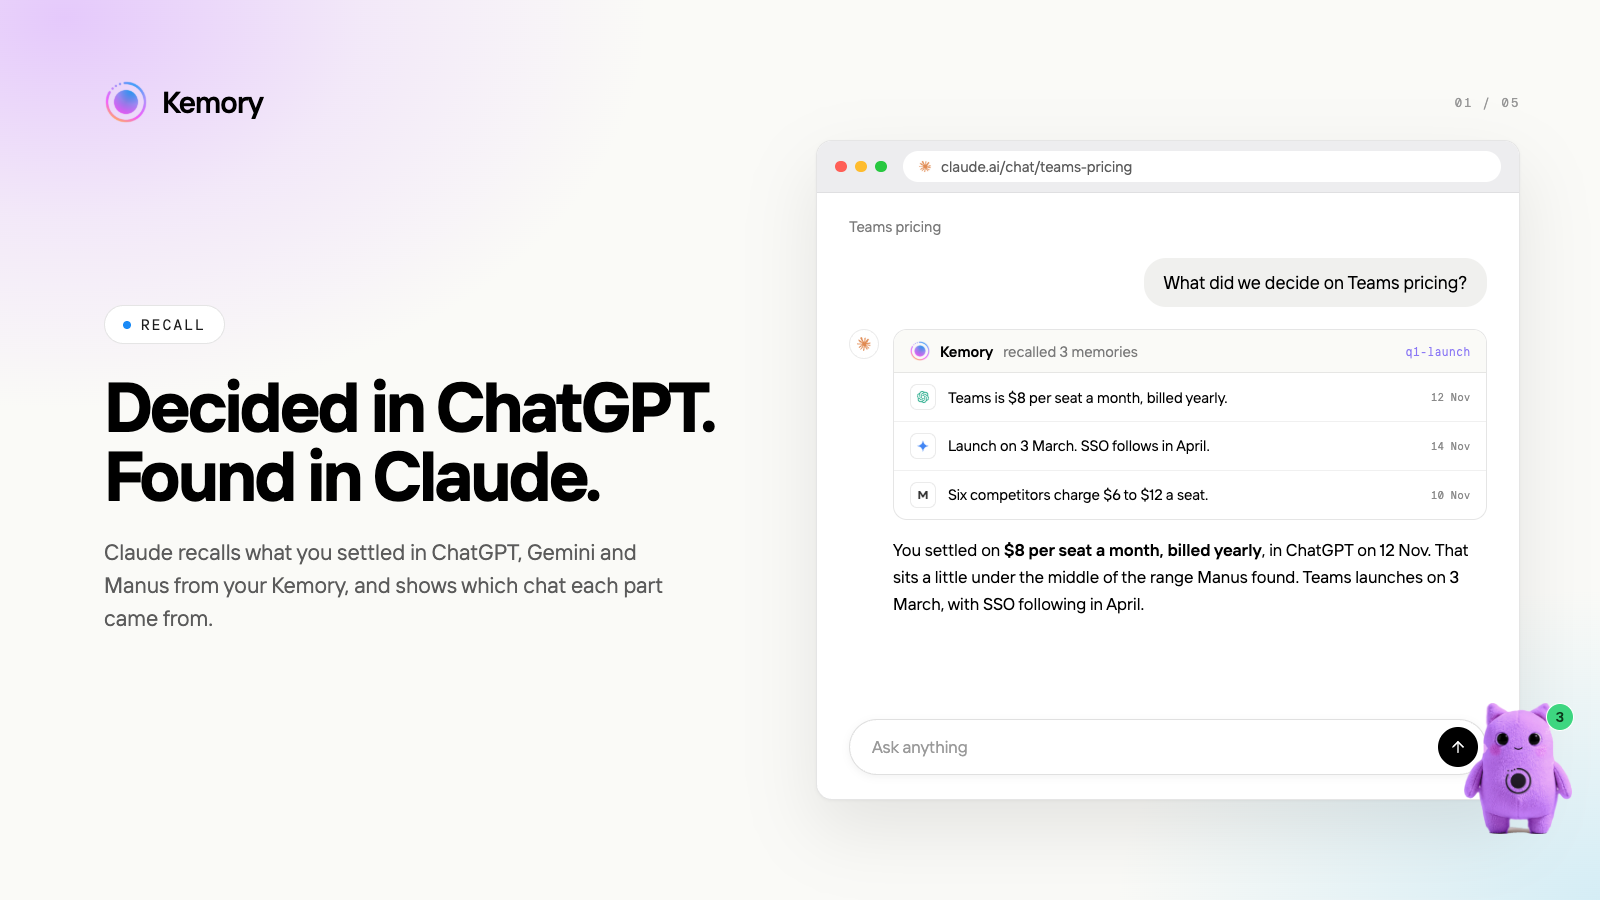 Kemory
01 / 05
RECALL
Decided in ChatGPT.
Found in Claude.
Claude recalls what you settled in ChatGPT, Gemini and
Manus from your Kemory, and shows which chat each part
came from.
claude.ai/chat/teams-pricing
Teams pricing
What did we decide on Teams pricing?
Kemory recalled 3 memories q1-launch
Teams is $8 per seat a month, billed yearly. 12 Nov
Launch on 3 March. SSO follows in April. 14 Nov
M Six competitors charge $6 to $12 a seat. 10 Nov
You settled on $8 per seat a month, billed yearly, in ChatGPT on 12 Nov. That
sits a little under the middle of the range Manus found. Teams launches on 3
March, with SSO following in April.
Ask anything
3